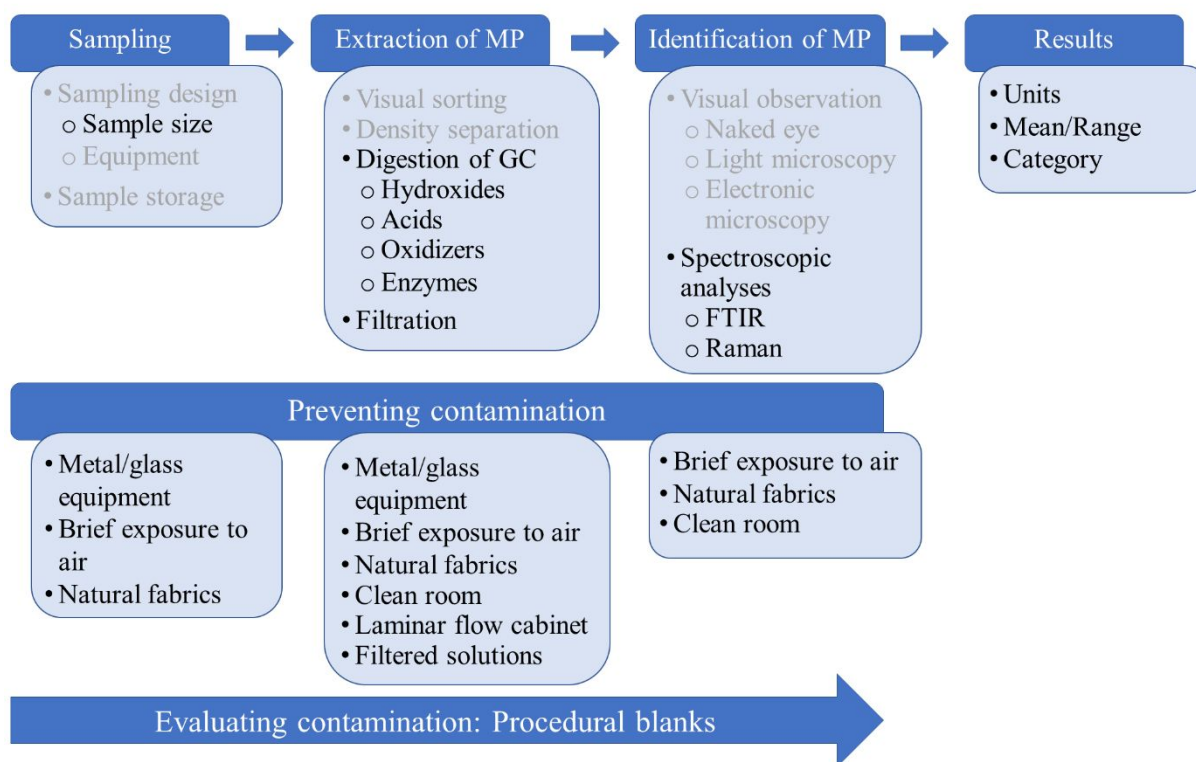 Sampling
• Sampling design
o Sample size
o Equipment
• Sample storage
Extraction of MP
• Visual sorting
• Density separation
• Digestion of GC
o Hydroxides
o Acids
o Oxidizers
o Enzymes
• Filtration
Identification of MP
• Visual observation
o Naked eye
o Light microscopy
o Electronic
microscopy
• Spectroscopic
analyses
o FTIR
o Raman
Results
• Units
• Mean/Range
• Category
Preventing contamination
• Metal/glass
equipment
• Brief exposure to
air
• Natural fabrics
• Metal/glass
equipment
• Brief exposure to air
• Natural fabrics
• Clean room
• Laminar flow cabinet
• Filtered solutions
• Brief exposure to air
• Natural fabrics
• Clean room
Evaluating contamination: Procedural blanks